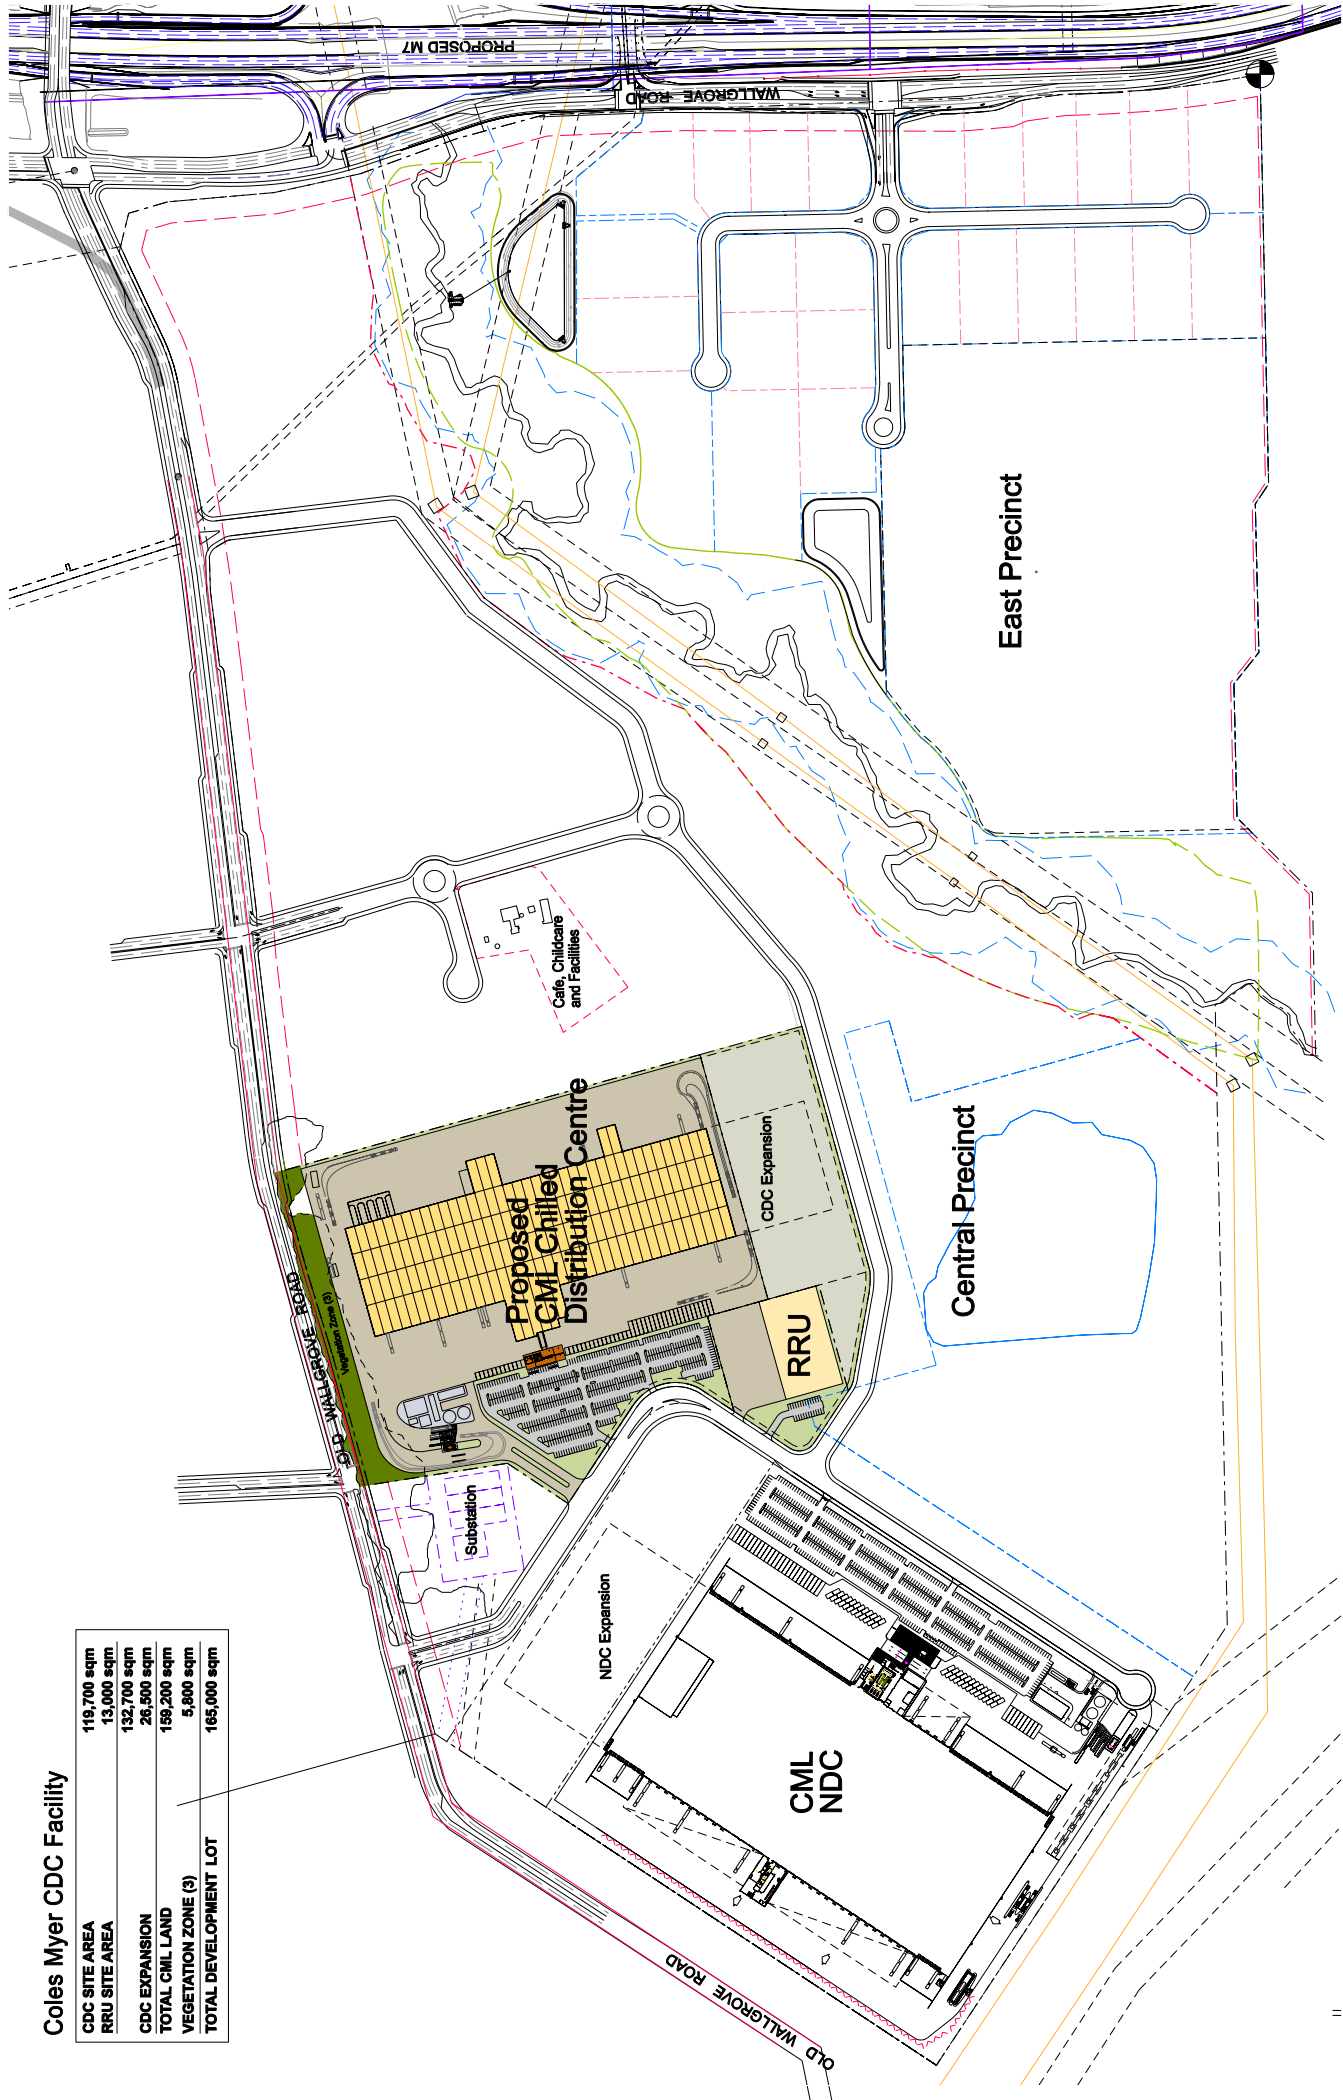 Coles Myer CDC Facility
CDC SITE AREA 119,700 sqm
RRU SITE AREA 13,000 sqm
132,700 sqm
CDC EXPANSION 26,500 sqm
TOTAL CML LAND 159,200 sqm
VEGETATION ZONE (3) 5,800 sqm
TOTAL DEVELOPMENT LOT 165,000 sqm
OLD WALLGROVE ROAD
Vegetation Zone (3)
Substation
Proposed
CML Chilled
Distribution Centre
CDC Expansion
RRU
Cafe, Childcare
and Facilities
NDC Expansion
CML
NDC
Central Precinct
East Precinct
OLD WALLGROVE ROAD
WALLGROVE ROAD
PROPOSED M7